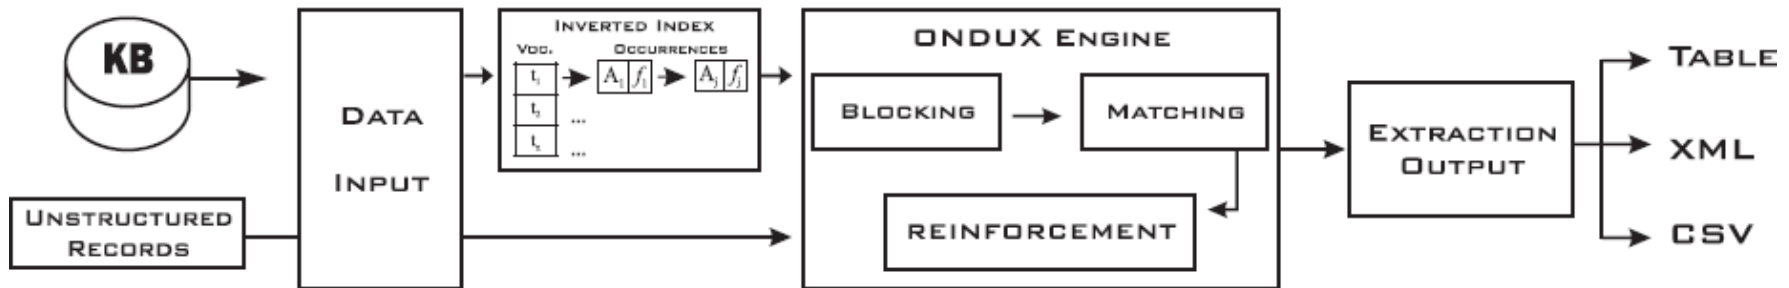 KB
UNSTRUCTURED
RECORDS
DATA
INPUT
INVERTED INDEX
VOC. OCCURRENCES
t1 A1 f1 Aj fj
t2 ...
tx ...
ONDUX ENGINE
BLOCKING
MATCHING
REINFORCEMENT
EXTRACTION
OUTPUT
TABLE
XML
CSV